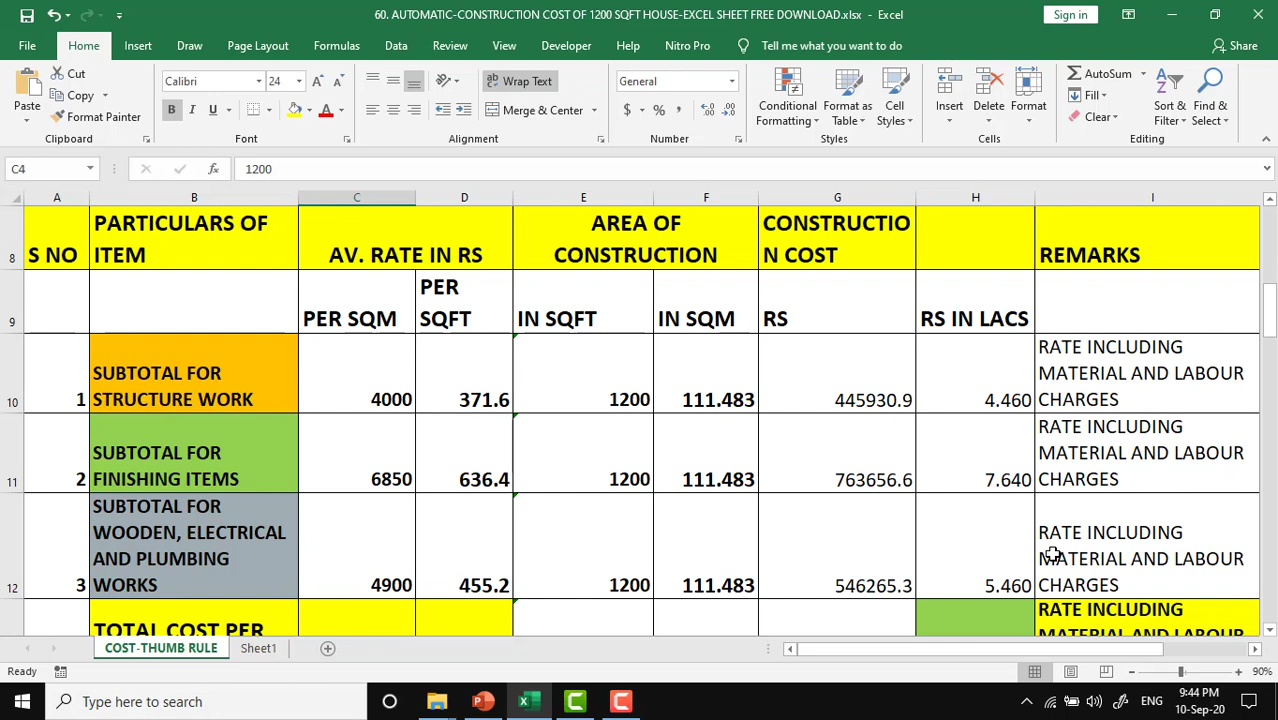 60. AUTOMATIC-CONSTRUCTION COST OF 1200 SQFT HOUSE-EXCEL SHEET FREE DOWNLOAD.xlsx - Excel
Sign in
File Home Insert Draw Page Layout Formulas Data Review View Developer Help Nitro Pro Tell me what you want to do Share
Paste
Cut
Copy
Format Painter
Clipboard
Calibri 24
B I U
Font
Wrap Text
Merge & Center
Alignment
General
$ % ,
Number
Conditional Formatting
Format as Table
Cell Styles
Styles
Insert Delete Format
Cells
AutoSum
Fill
Clear
Sort & Filter
Find & Select
Editing
C4 fx 1200
A B C D E F G H I
8 S NO
PARTICULARS OF
ITEM
AV. RATE IN RS
AREA OF
CONSTRUCTION
CONSTRUCTIO
N COST
REMARKS
9 PER SQM
PER
SQFT
IN SQFT IN SQM RS RS IN LACS
10 1
SUBTOTAL FOR
STRUCTURE WORK
4000 371.6 1200 111.483 445930.9 4.460
RATE INCLUDING
MATERIAL AND LABOUR
CHARGES
11 2
SUBTOTAL FOR
FINISHING ITEMS
6850 636.4 1200 111.483 763656.6 7.640
RATE INCLUDING
MATERIAL AND LABOUR
CHARGES
12 3
SUBTOTAL FOR
WOODEN, ELECTRICAL
AND PLUMBING
WORKS
4900 455.2 1200 111.483 546265.3 5.460
RATE INCLUDING
MATERIAL AND LABOUR
CHARGES
TOTAL COST PER
RATE INCLUDING
MATERIAL AND LABOUR
COST-THUMB RULE Sheet1
Ready 90%
Type here to search
ENG
9:44 PM
10-Sep-20